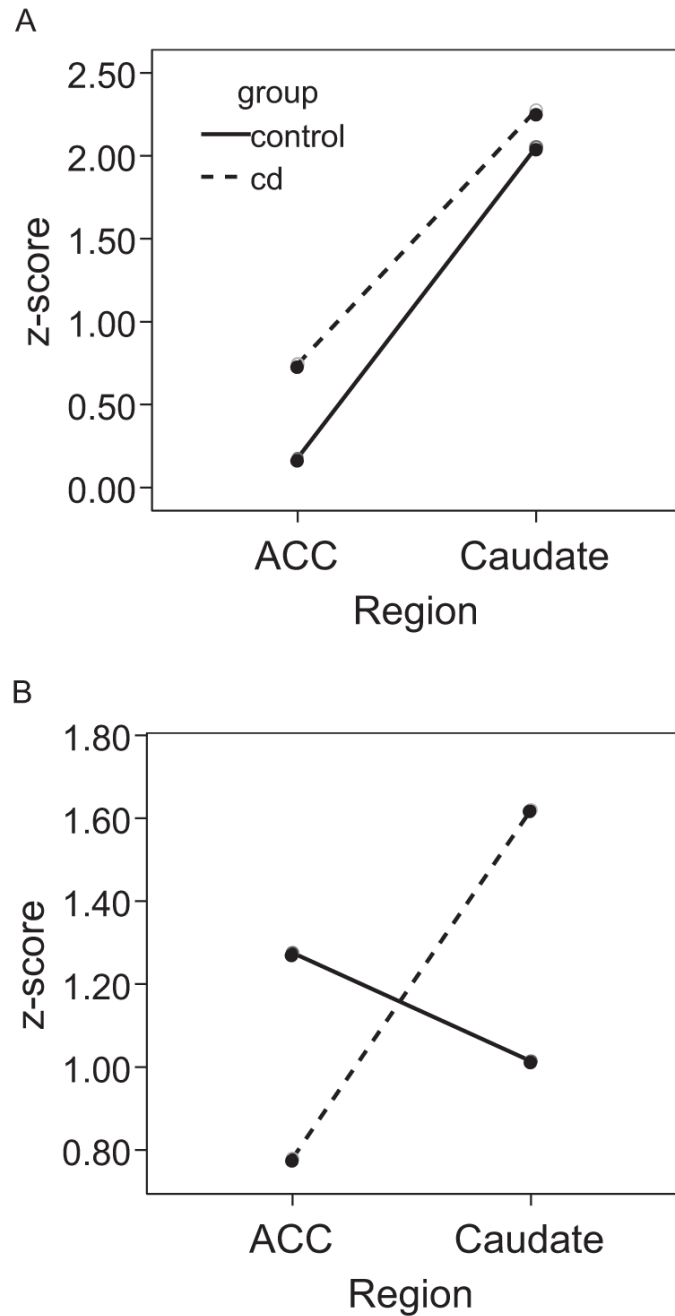 A
2.50
2.00
1.50
1.00
0.50
0.00
z-score
group
control
cd
ACC
Caudate
Region
B
1.80
1.60
1.40
1.20
1.00
0.80
z-score
ACC
Caudate
Region